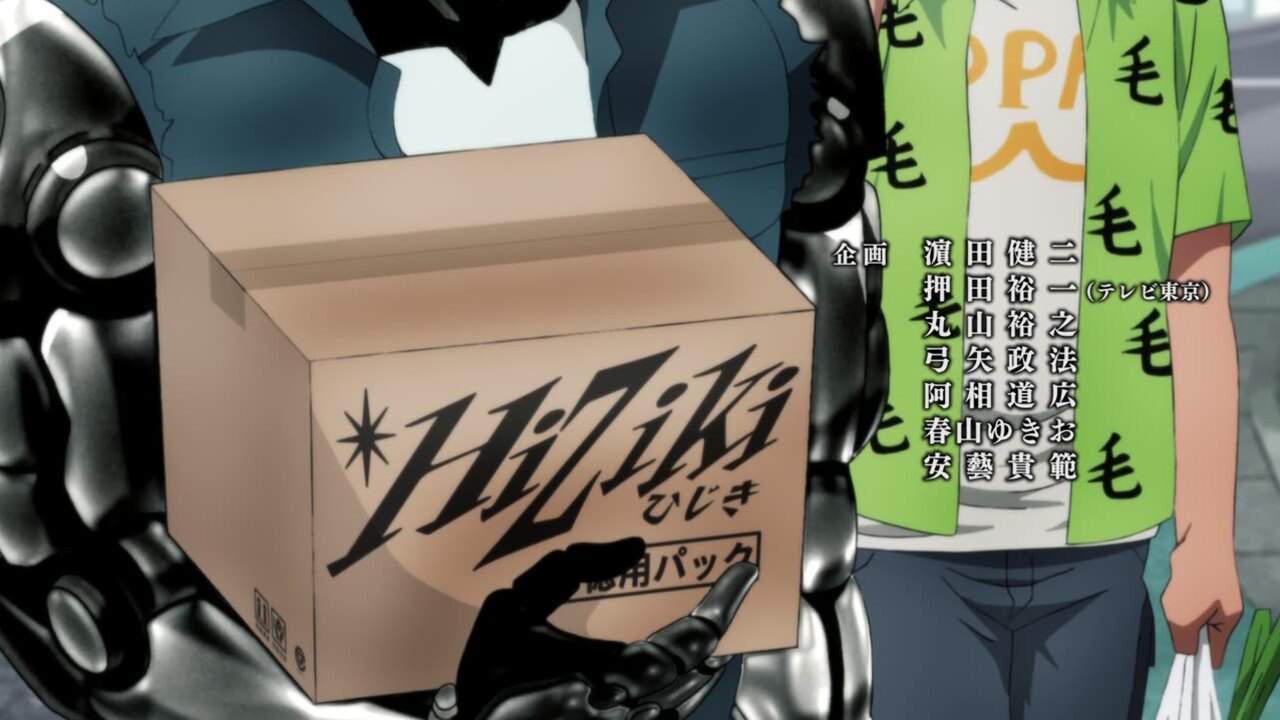 HiZiKi
ひじき
徳用パック
PPA
毛
毛
毛
毛
毛
毛
毛
毛
企画 濵田健二
押田裕一(テレビ東京)
丸山裕之
弓矢政法
阿相道広
春山ゆきお
安藝貴範